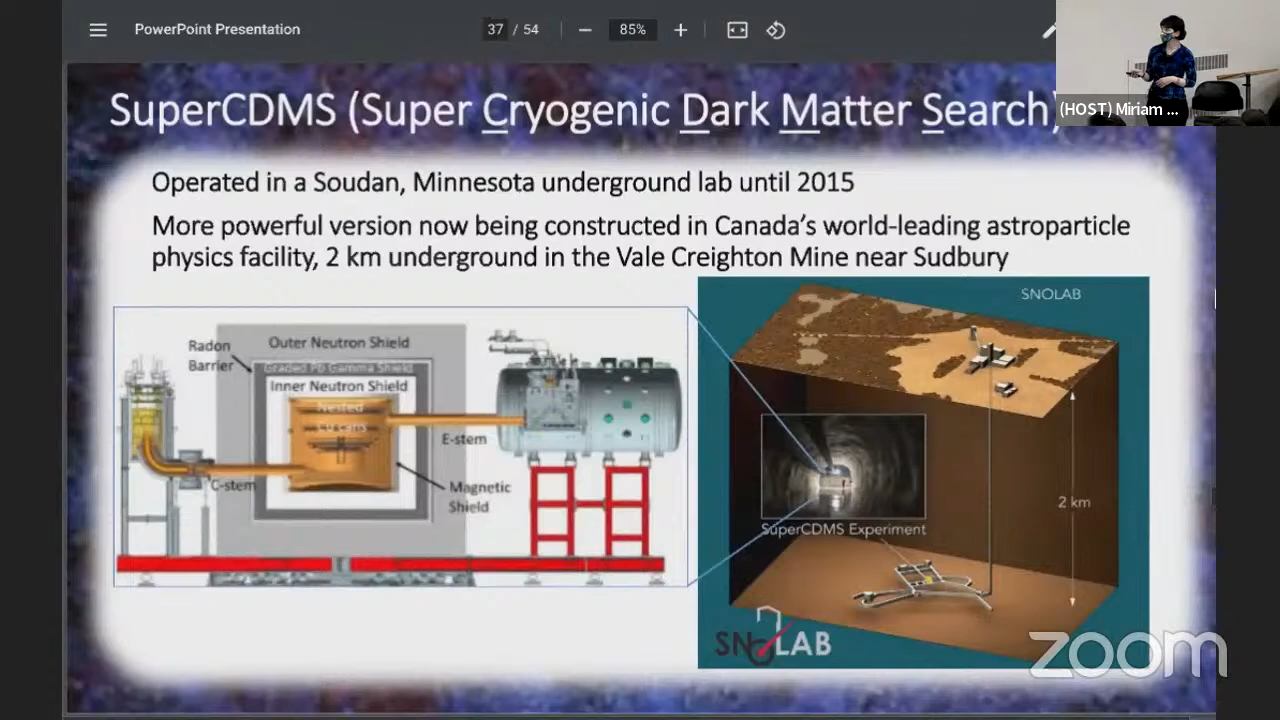 PowerPoint Presentation
37 / 54
85%
(HOST) Miriam ...
SuperCDMS (Super Cryogenic Dark Matter Search)
Operated in a Soudan, Minnesota underground lab until 2015
More powerful version now being constructed in Canada's world-leading astroparticle
physics facility, 2 km underground in the Vale Creighton Mine near Sudbury
Radon
Barrier
Outer Neutron Shield
Graded Pb Gamma Shield
Inner Neutron Shield
Nested
Cu cans
E-stem
C-stem
Magnetic
Shield
SNOLAB
2 km
SuperCDMS Experiment
SNOLAB
zoom